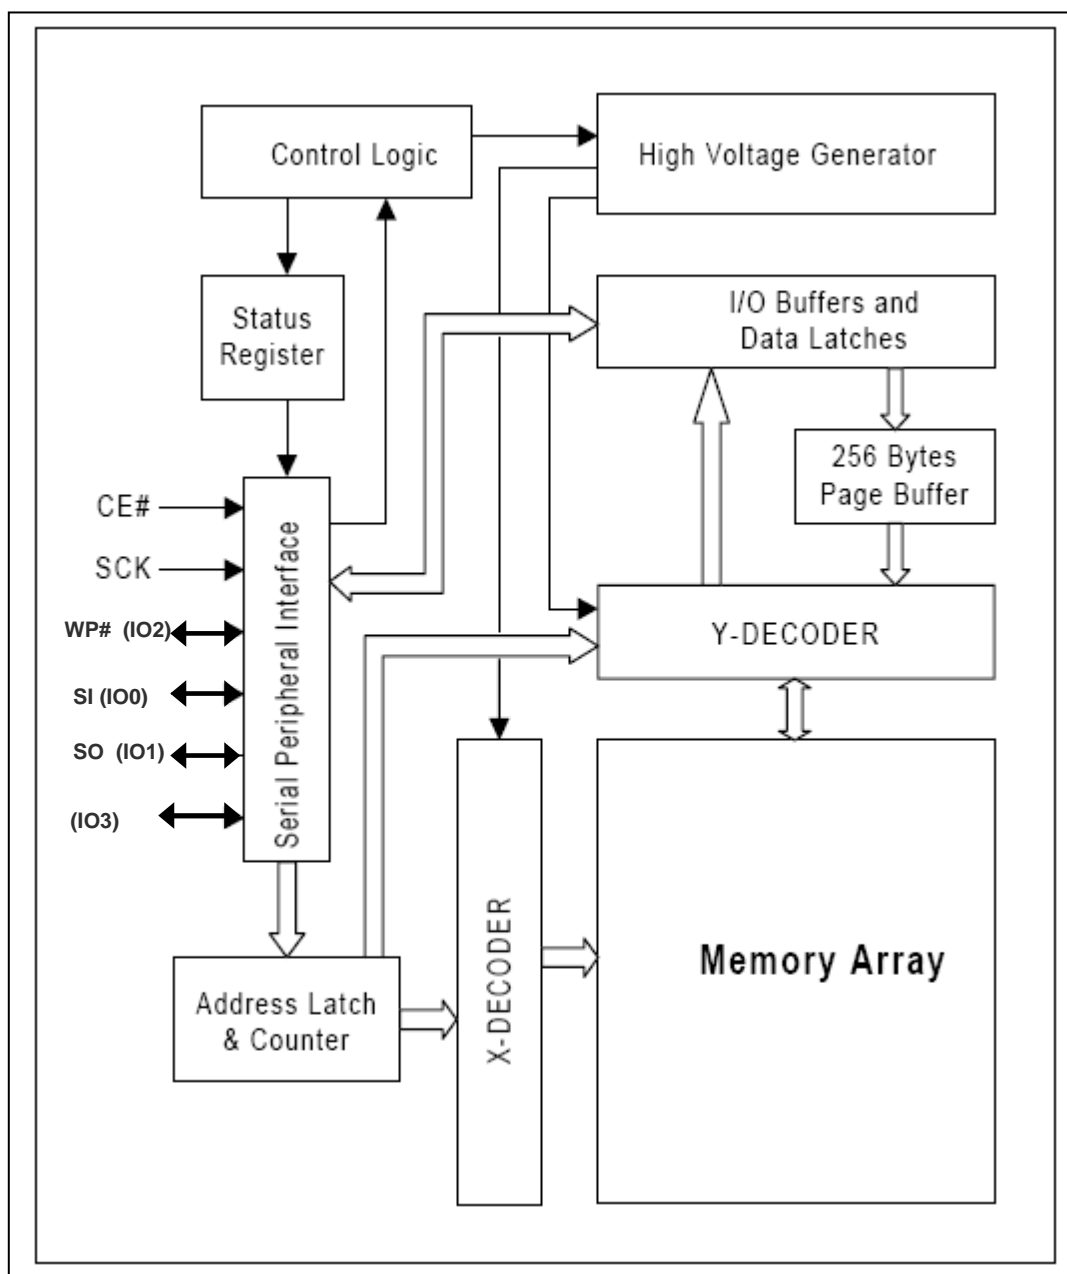 Control Logic
High Voltage Generator
Status
Register
I/O Buffers and
Data Latches
256 Bytes
Page Buffer
CE#
SCK
WP# (IO2)
SI (IO0)
SO (IO1)
(IO3)
Serial Peripheral Interface
Y-DECODER
Address Latch
& Counter
X-DECODER
Memory Array